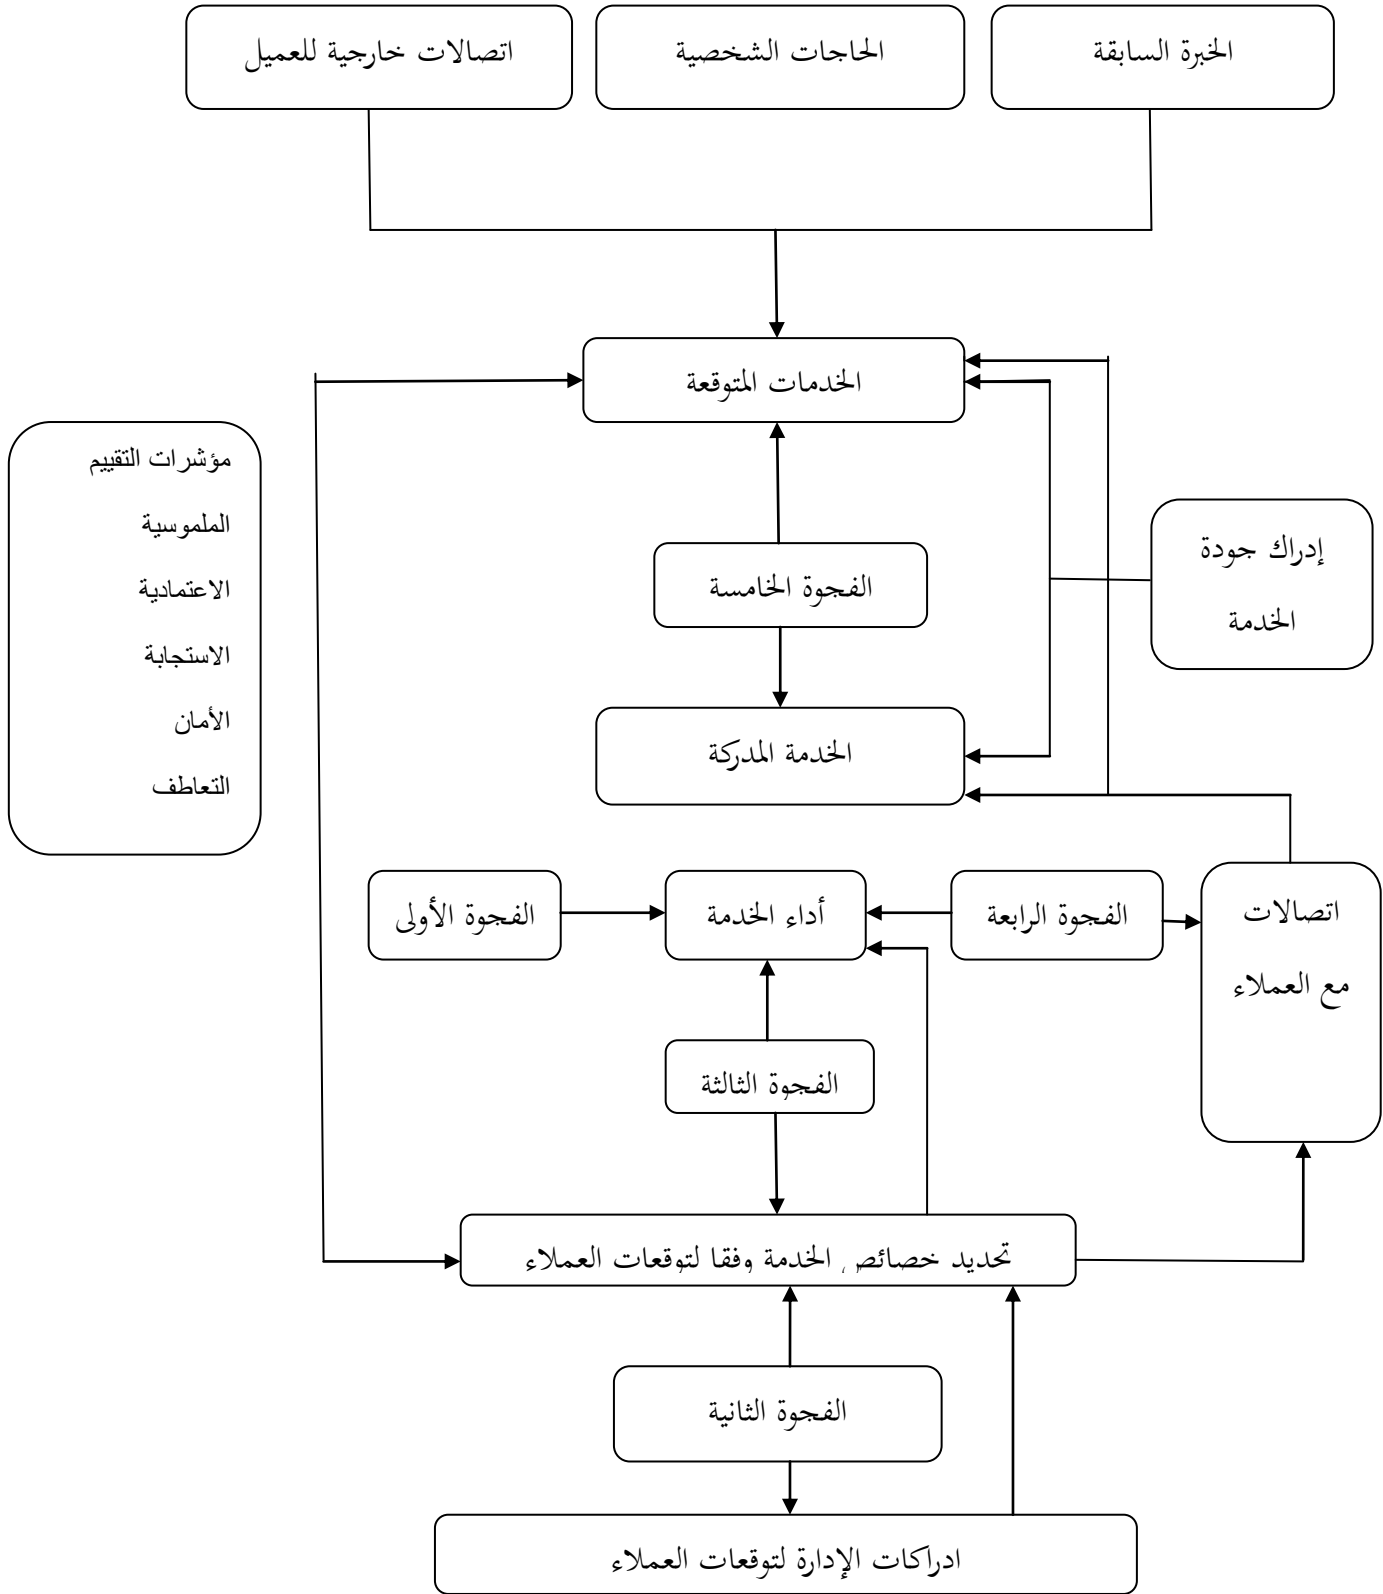 الخبرة السابقة
الحاجات الشخصية
اتصالات خارجية للعميل
الخدمات المتوقعة
مؤشرات التقييم
الملموسية
الاعتمادية
الاستجابة
الأمان
التعاطف
إدراك جودة
الخدمة
الفجوة الخامسة
الخدمة المدركة
اتصالات
مع العملاء
الفجوة الرابعة
أداء الخدمة
الفجوة الأولى
الفجوة الثالثة
تحديد خصائص الخدمة وفقا لتوقعات العملاء
الفجوة الثانية
ادراكات الإدارة لتوقعات العملاء